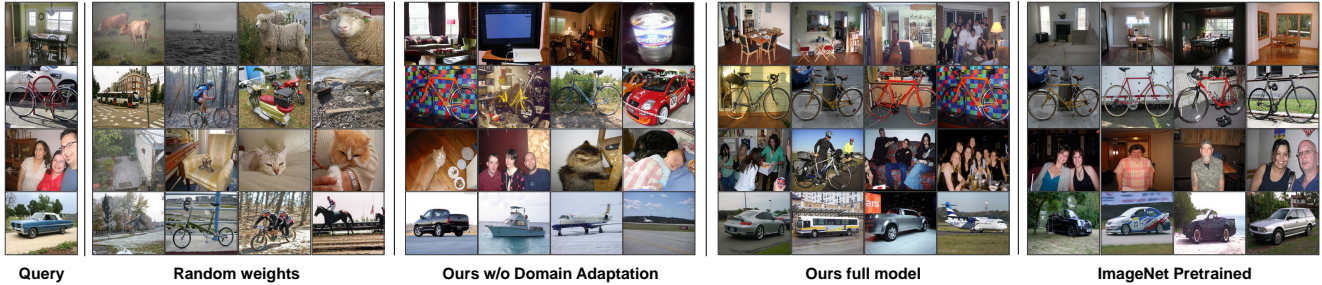 Query
Random weights
Ours w/o Domain Adaptation
Ours full model
ImageNet Pretrained